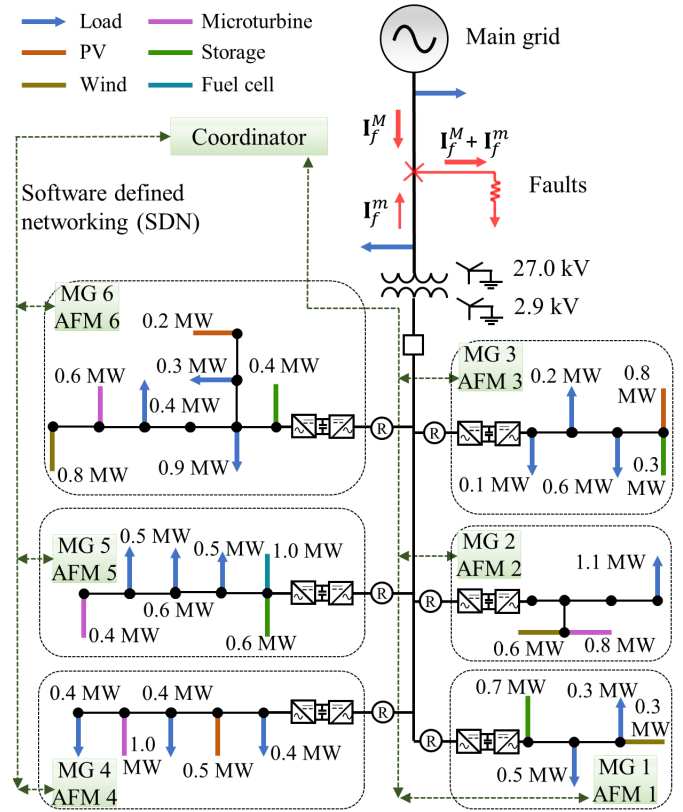 Load
Microturbine
PV
Storage
Wind
Fuel cell
Main grid
Coordinator
I_f^M
I_f^M + I_f^m
Faults
I_f^m
Software defined
networking (SDN)
27.0 kV
2.9 kV
MG 6
AFM 6
0.2 MW
0.3 MW
0.4 MW
0.6 MW
0.4 MW
0.8 MW
0.9 MW
R
MG 3
AFM 3
0.2 MW
0.8
MW
R
0.1 MW
0.6 MW
0.3
MW
MG 5
AFM 5
0.5 MW
0.5 MW
1.0 MW
0.6 MW
0.4 MW
0.6 MW
R
MG 2
AFM 2
1.1 MW
R
0.6 MW
0.8 MW
0.4 MW
0.4 MW
1.0
MW
0.5 MW
0.4 MW
R
MG 4
AFM 4
0.7 MW
0.3 MW
0.3
MW
R
0.5 MW
MG 1
AFM 1